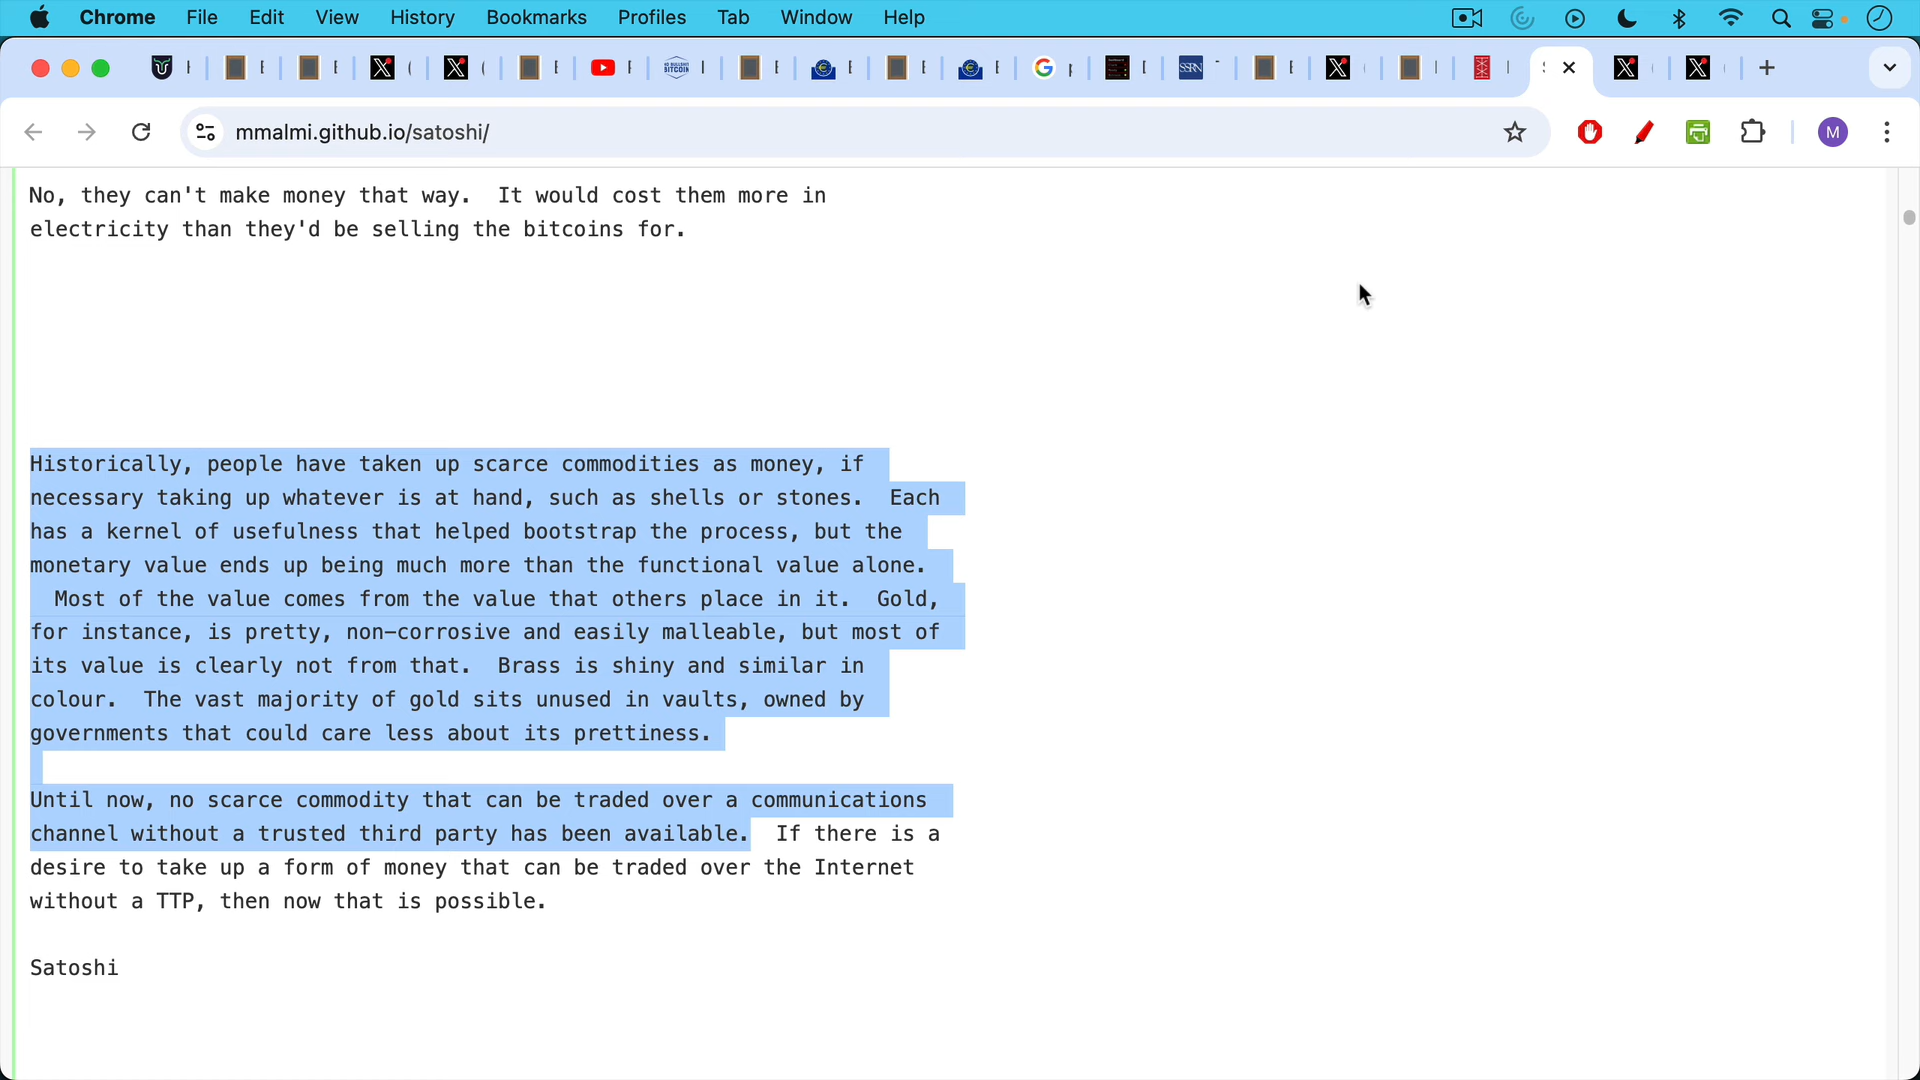 Chrome File Edit View History Bookmarks Profiles Tab Window Help
SSRN
mmalmi.github.io/satoshi/
M
No, they can't make money that way.  It would cost them more in
electricity than they'd be selling the bitcoins for.
Historically, people have taken up scarce commodities as money, if
necessary taking up whatever is at hand, such as shells or stones.  Each
has a kernel of usefulness that helped bootstrap the process, but the
monetary value ends up being much more than the functional value alone.
Most of the value comes from the value that others place in it.  Gold,
for instance, is pretty, non-corrosive and easily malleable, but most of
its value is clearly not from that.  Brass is shiny and similar in
colour.  The vast majority of gold sits unused in vaults, owned by
governments that could care less about its prettiness.
Until now, no scarce commodity that can be traded over a communications
channel without a trusted third party has been available.  If there is a
desire to take up a form of money that can be traded over the Internet
without a TTP, then now that is possible.
Satoshi